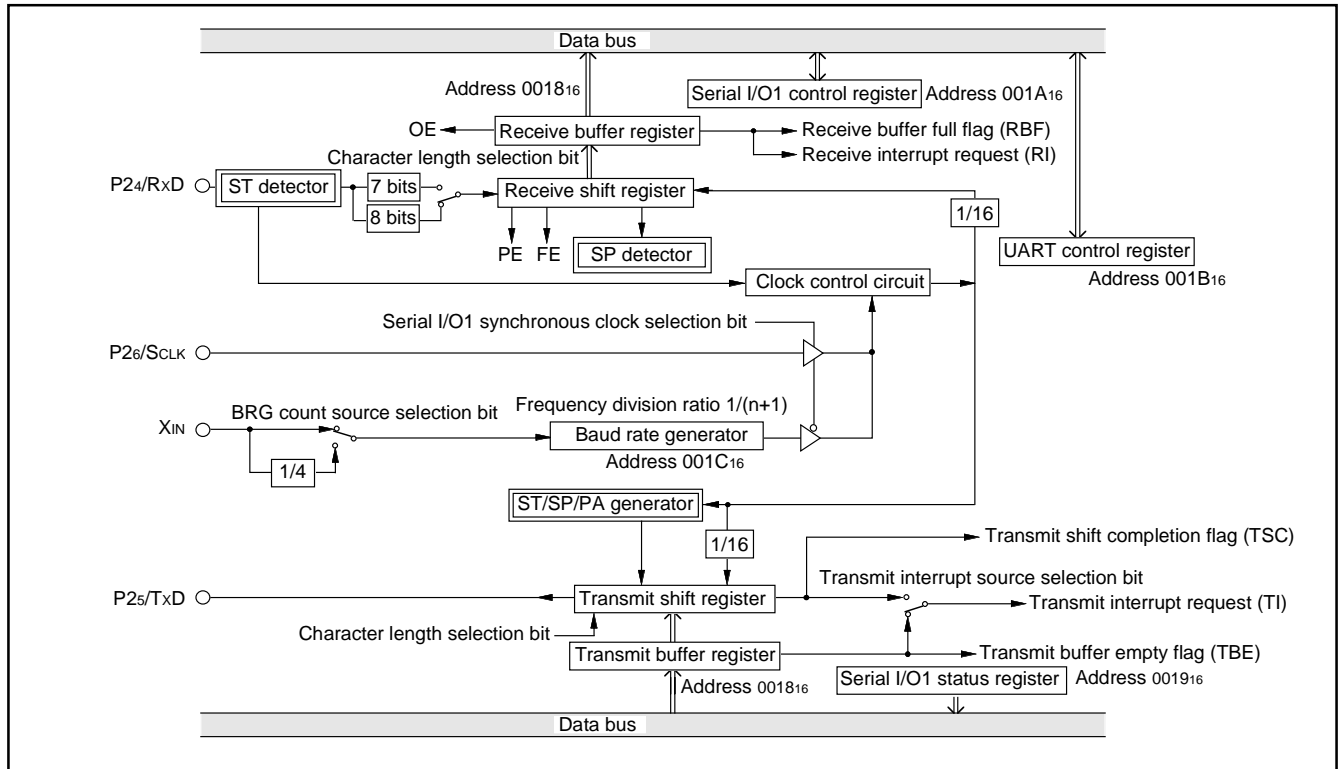 Data bus
Address 001816
Serial I/O1 control register Address 001A16
OE Receive buffer register Receive buffer full flag (RBF)
Character length selection bit Receive interrupt request (RI)
P24/RXD ST detector 7 bits Receive shift register
8 bits 1/16
PE FE SP detector UART control register
Clock control circuit Address 001B16
Serial I/O1 synchronous clock selection bit
P26/SCLK
BRG count source selection bit Frequency division ratio 1/(n+1)
XIN Baud rate generator
1/4 Address 001C16
ST/SP/PA generator
1/16 Transmit shift completion flag (TSC)
Transmit interrupt source selection bit
P25/TXD Transmit shift register Transmit interrupt request (TI)
Character length selection bit
Transmit buffer register Transmit buffer empty flag (TBE)
Address 001816 Serial I/O1 status register Address 001916
Data bus